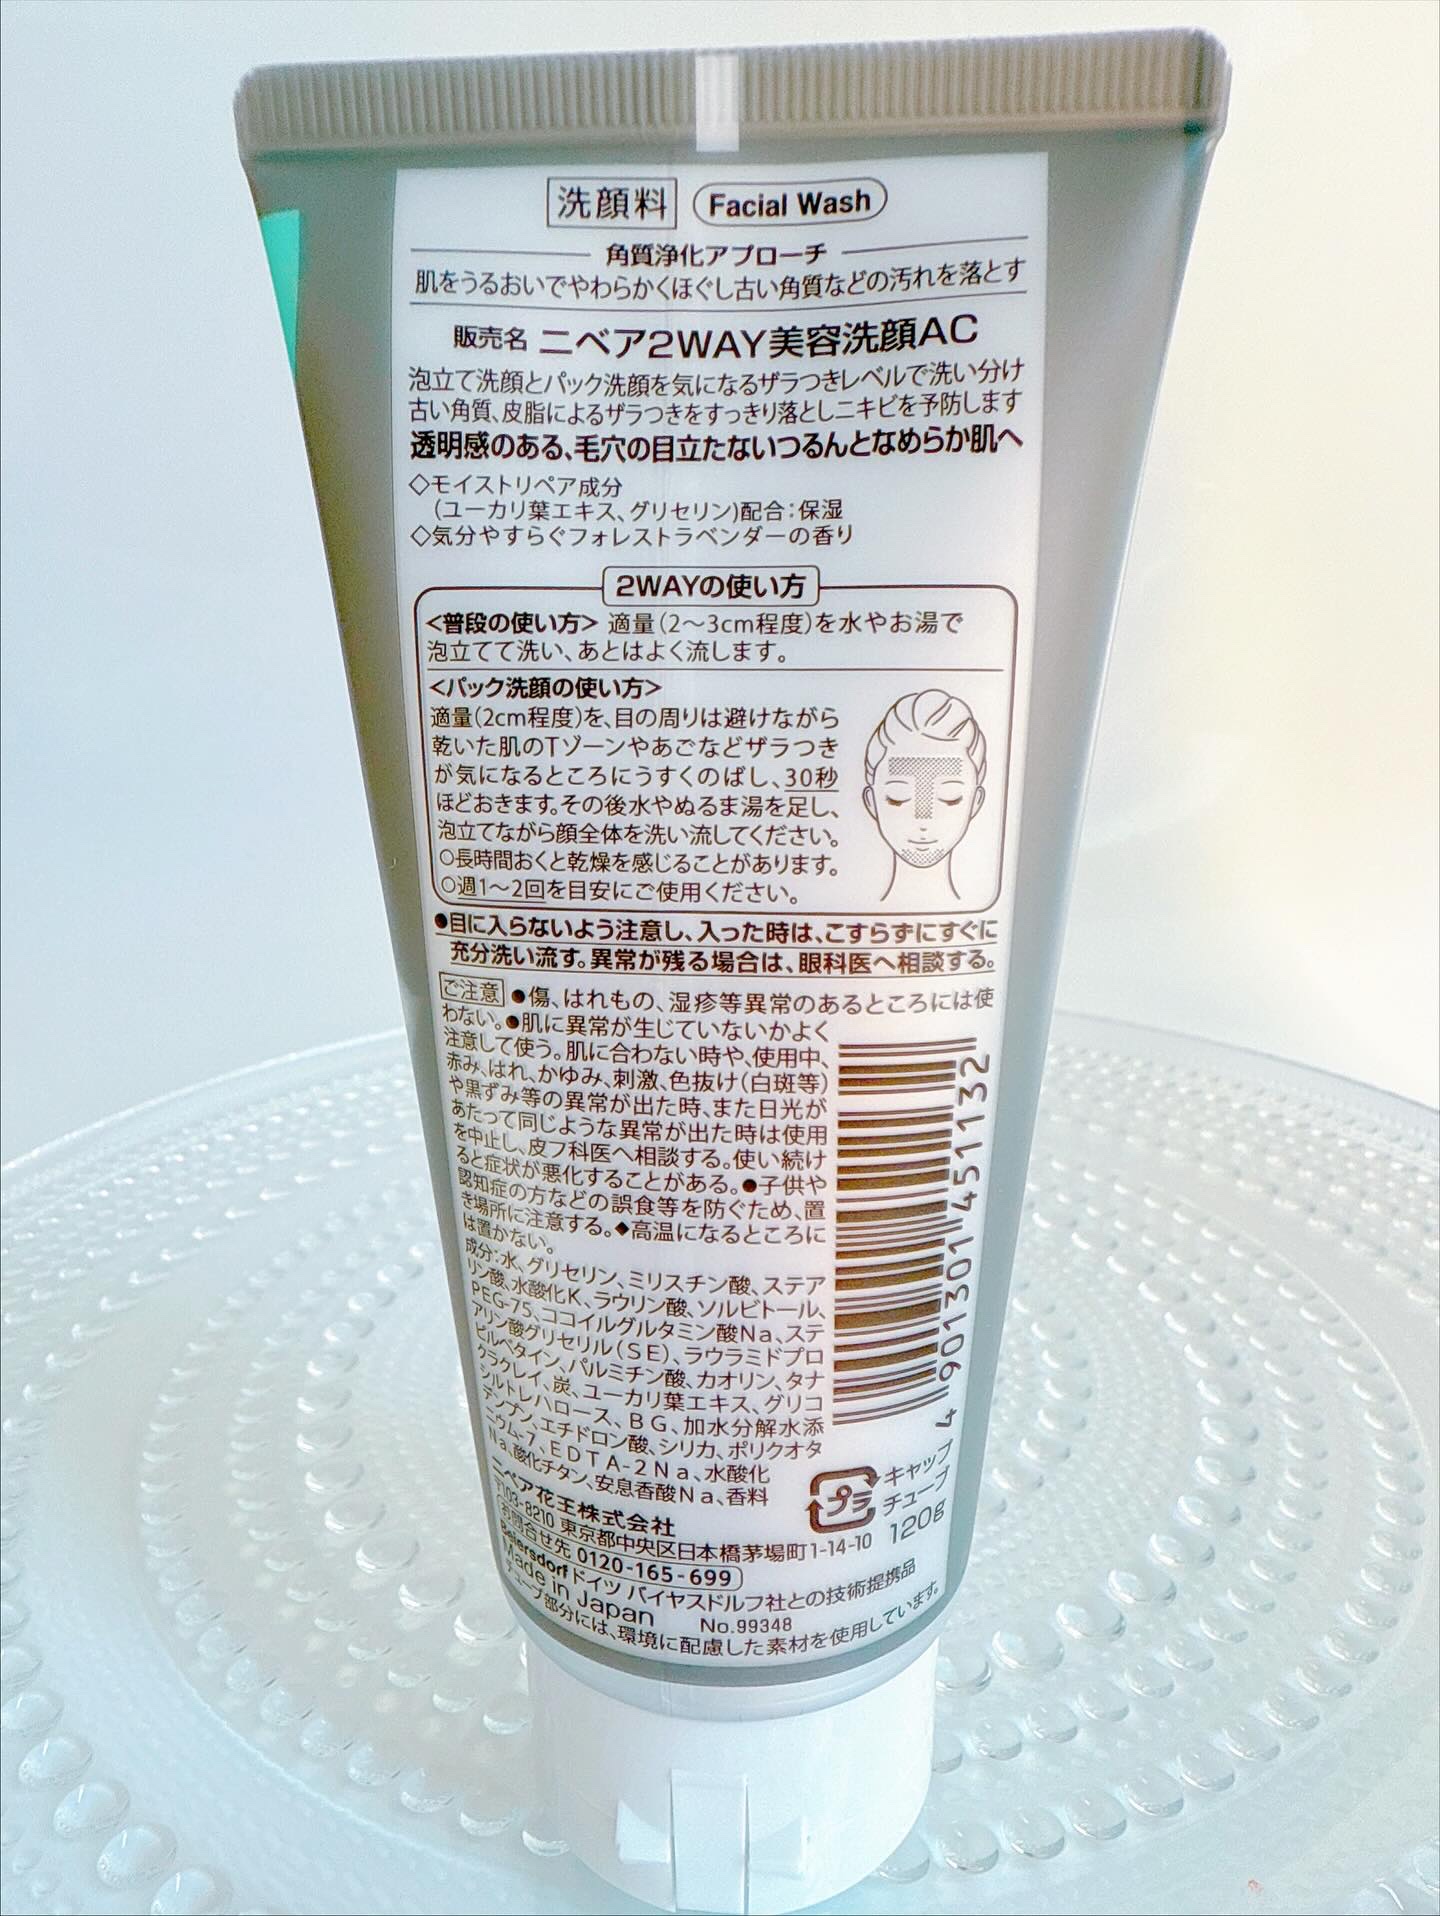 洗顔料 Facial Wash
角質浄化アプローチ
肌をうるおいでやわらかくほぐし古い角質などの汚れを落とす
販売名 ニベア2WAY美容洗顔AC
泡立て洗顔とパック洗顔を気になるザラつきレベルで洗い分け
古い角質、皮脂によるザラつきをすっきり落としニキビを予防します
透明感のある、毛穴の目立たないつるんとなめらか肌へ
◇モイストリペア成分
(ユーカリ葉エキス、グリセリン)配合:保湿
◇気分やすらぐフォレストラベンダーの香り
2WAYの使い方
<普段の使い方> 適量(2〜3cm程度)を水やお湯で
泡立てて洗い、あとはよく流します。
<パック洗顔の使い方>
適量(2cm程度)を、目の周りは避けながら
乾いた肌のTゾーンやあごなどザラつき
が気になるところにうすくのばし、30秒
ほどおきます。その後水やぬるま湯を足し、
泡立てながら顔全体を洗い流してください。
○長時間おくと乾燥を感じることがあります。
○週1〜2回を目安にご使用ください。
●目に入らないよう注意し、入った時は、こすらずにすぐに
充分洗い流す。異常が残る場合は、眼科医へ相談する。
ご注意 ●傷、はれもの、湿疹等異常のあるところには使
わない。●肌に異常が生じていないかよく
注意して使う。肌に合わない時や、使用中、
赤み、はれ、かゆみ、刺激、色抜け(白斑等)
や黒ずみ等の異常が出た時、また日光が
あたって同じような異常が出た時は使用
を中止し、皮フ科医へ相談する。使い続け
ると症状が悪化することがある。●子供や
認知症の方などの誤食等を防ぐため、置
き場所に注意する。◆高温になるところに
は置かない。
成分:水、グリセリン、ミリスチン酸、ステア
リン酸、水酸化K、ラウリン酸、ソルビトール、
PEG-75、ココイルグルタミン酸Na、ステ
アリン酸グリセリル(SE)、ラウラミドプロ
ピルベタイン、パルミチン酸、カオリン、タナ
クラクレイ、炭、ユーカリ葉エキス、グリコ
シルトレハロース、BG、加水分解水添
デンプン、エチドロン酸、シリカ、ポリクオタ
ニウム-7、EDTA-2Na、水酸化
Na、酸化チタン、安息香酸Na、香料
4 901301 451132
プラ キャップ
チューブ
120g
ニベア花王株式会社
〒103-8210 東京都中央区日本橋茅場町1-14-10
お問合せ先 0120-165-699
Beiersdorf ドイツ バイヤスドルフ社との技術提携品
Made in Japan No.99348
チューブ部分には、環境に配慮した素材を使用しています。